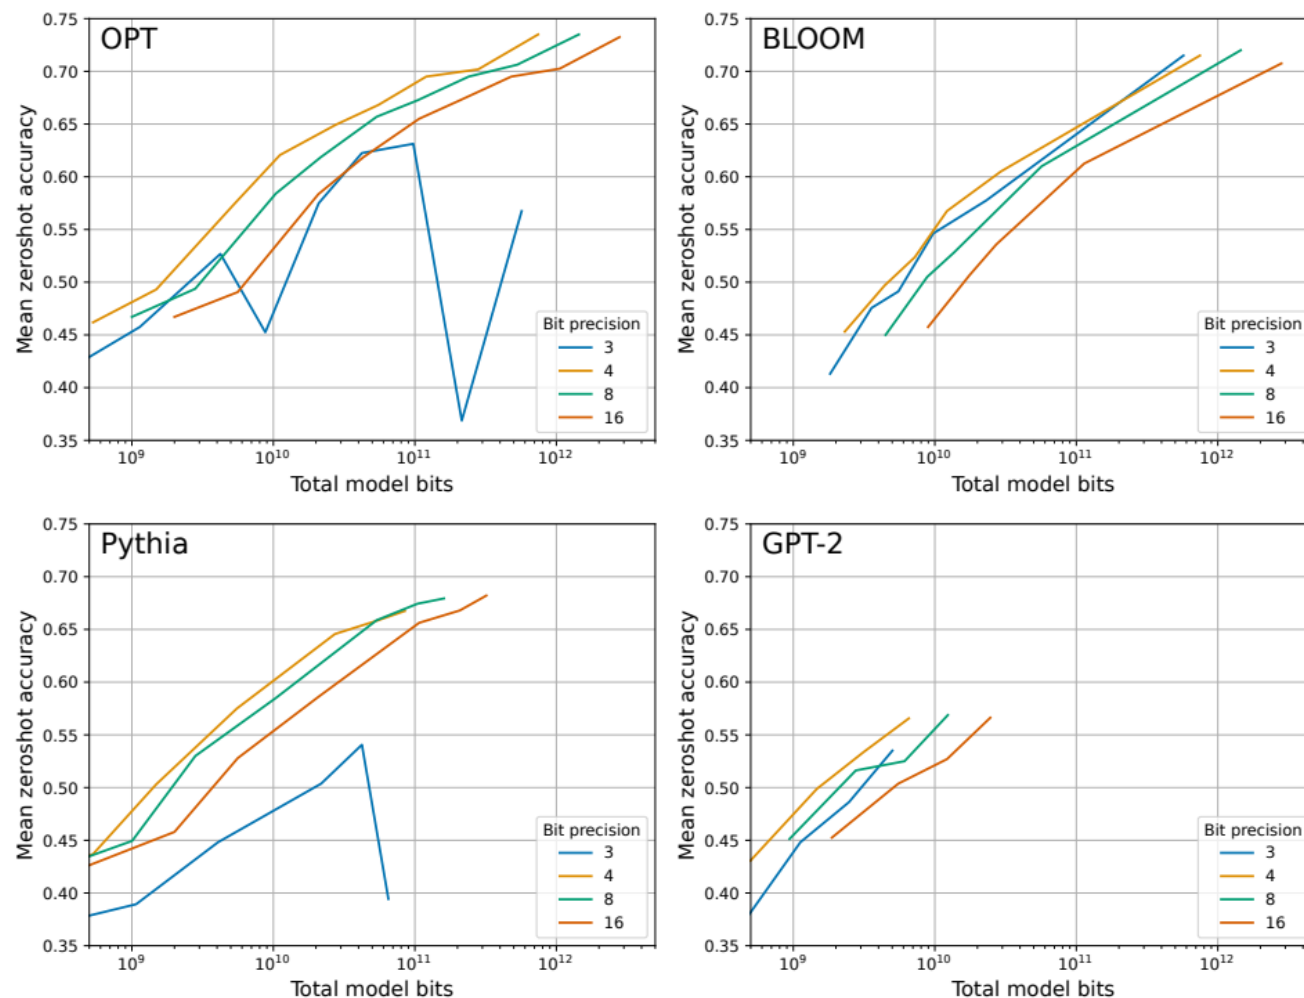 OPT
Mean zeroshot accuracy
0.75
0.70
0.65
0.60
0.55
0.50
0.45
0.40
0.35
10⁹ 10¹⁰ 10¹¹ 10¹²
Total model bits
Bit precision
3
4
8
16
BLOOM
Mean zeroshot accuracy
0.75
0.70
0.65
0.60
0.55
0.50
0.45
0.40
0.35
10⁹ 10¹⁰ 10¹¹ 10¹²
Total model bits
Bit precision
3
4
8
16
Pythia
Mean zeroshot accuracy
0.75
0.70
0.65
0.60
0.55
0.50
0.45
0.40
0.35
10⁹ 10¹⁰ 10¹¹ 10¹²
Total model bits
Bit precision
3
4
8
16
GPT-2
Mean zeroshot accuracy
0.75
0.70
0.65
0.60
0.55
0.50
0.45
0.40
0.35
10⁹ 10¹⁰ 10¹¹ 10¹²
Total model bits
Bit precision
3
4
8
16